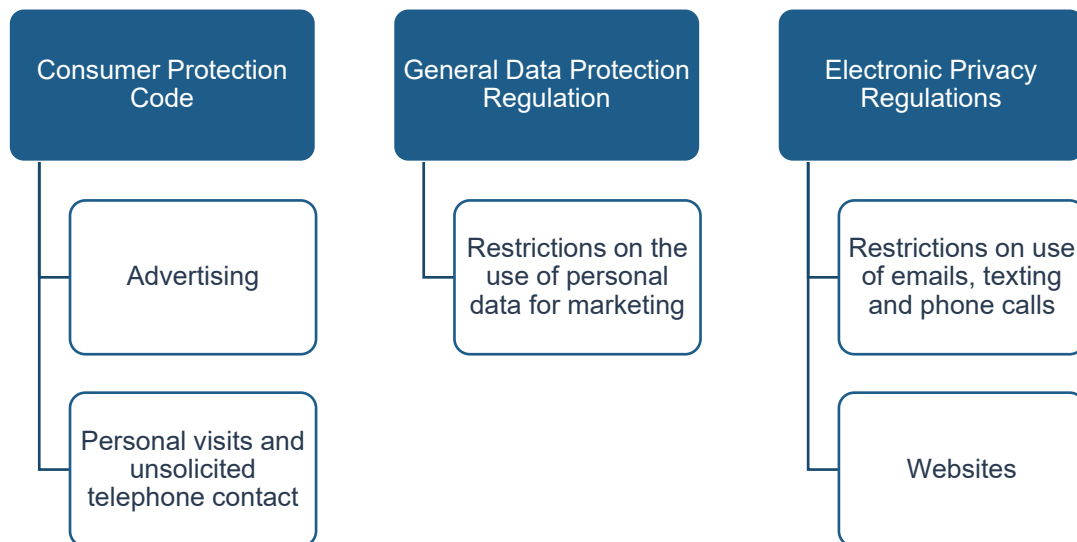 Consumer Protection
Code
Advertising
Personal visits and
unsolicited
telephone contact
General Data Protection
Regulation
Restrictions on the
use of personal
data for marketing
Electronic Privacy
Regulations
Restrictions on use
of emails, texting
and phone calls
Websites